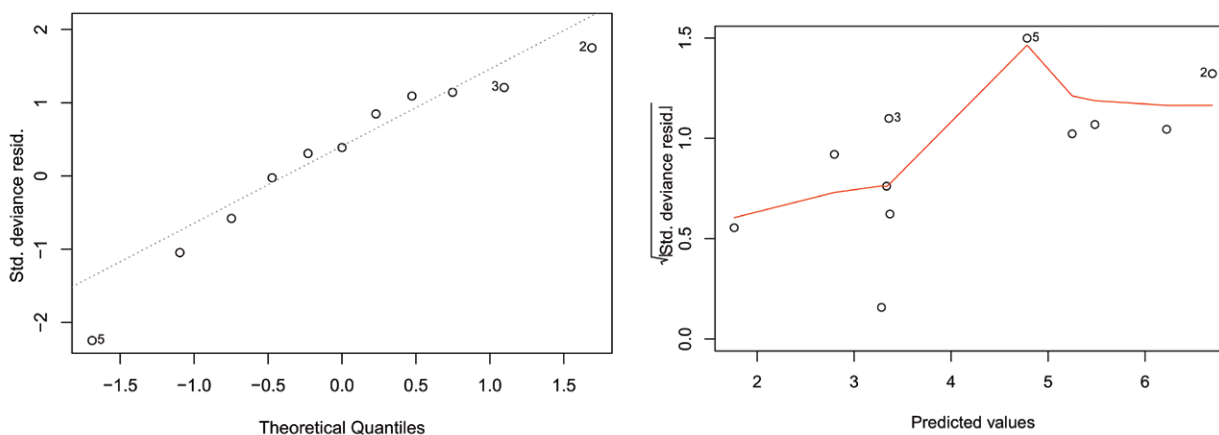 Std. deviance resid.
2
1
0
−1
−2
2
3
5
−1.5 −1.0 −0.5 0.0 0.5 1.0 1.5
Theoretical Quantiles
√|Std. deviance resid.|
1.5
1.0
0.5
0.0
5
2
3
2 3 4 5 6
Predicted values